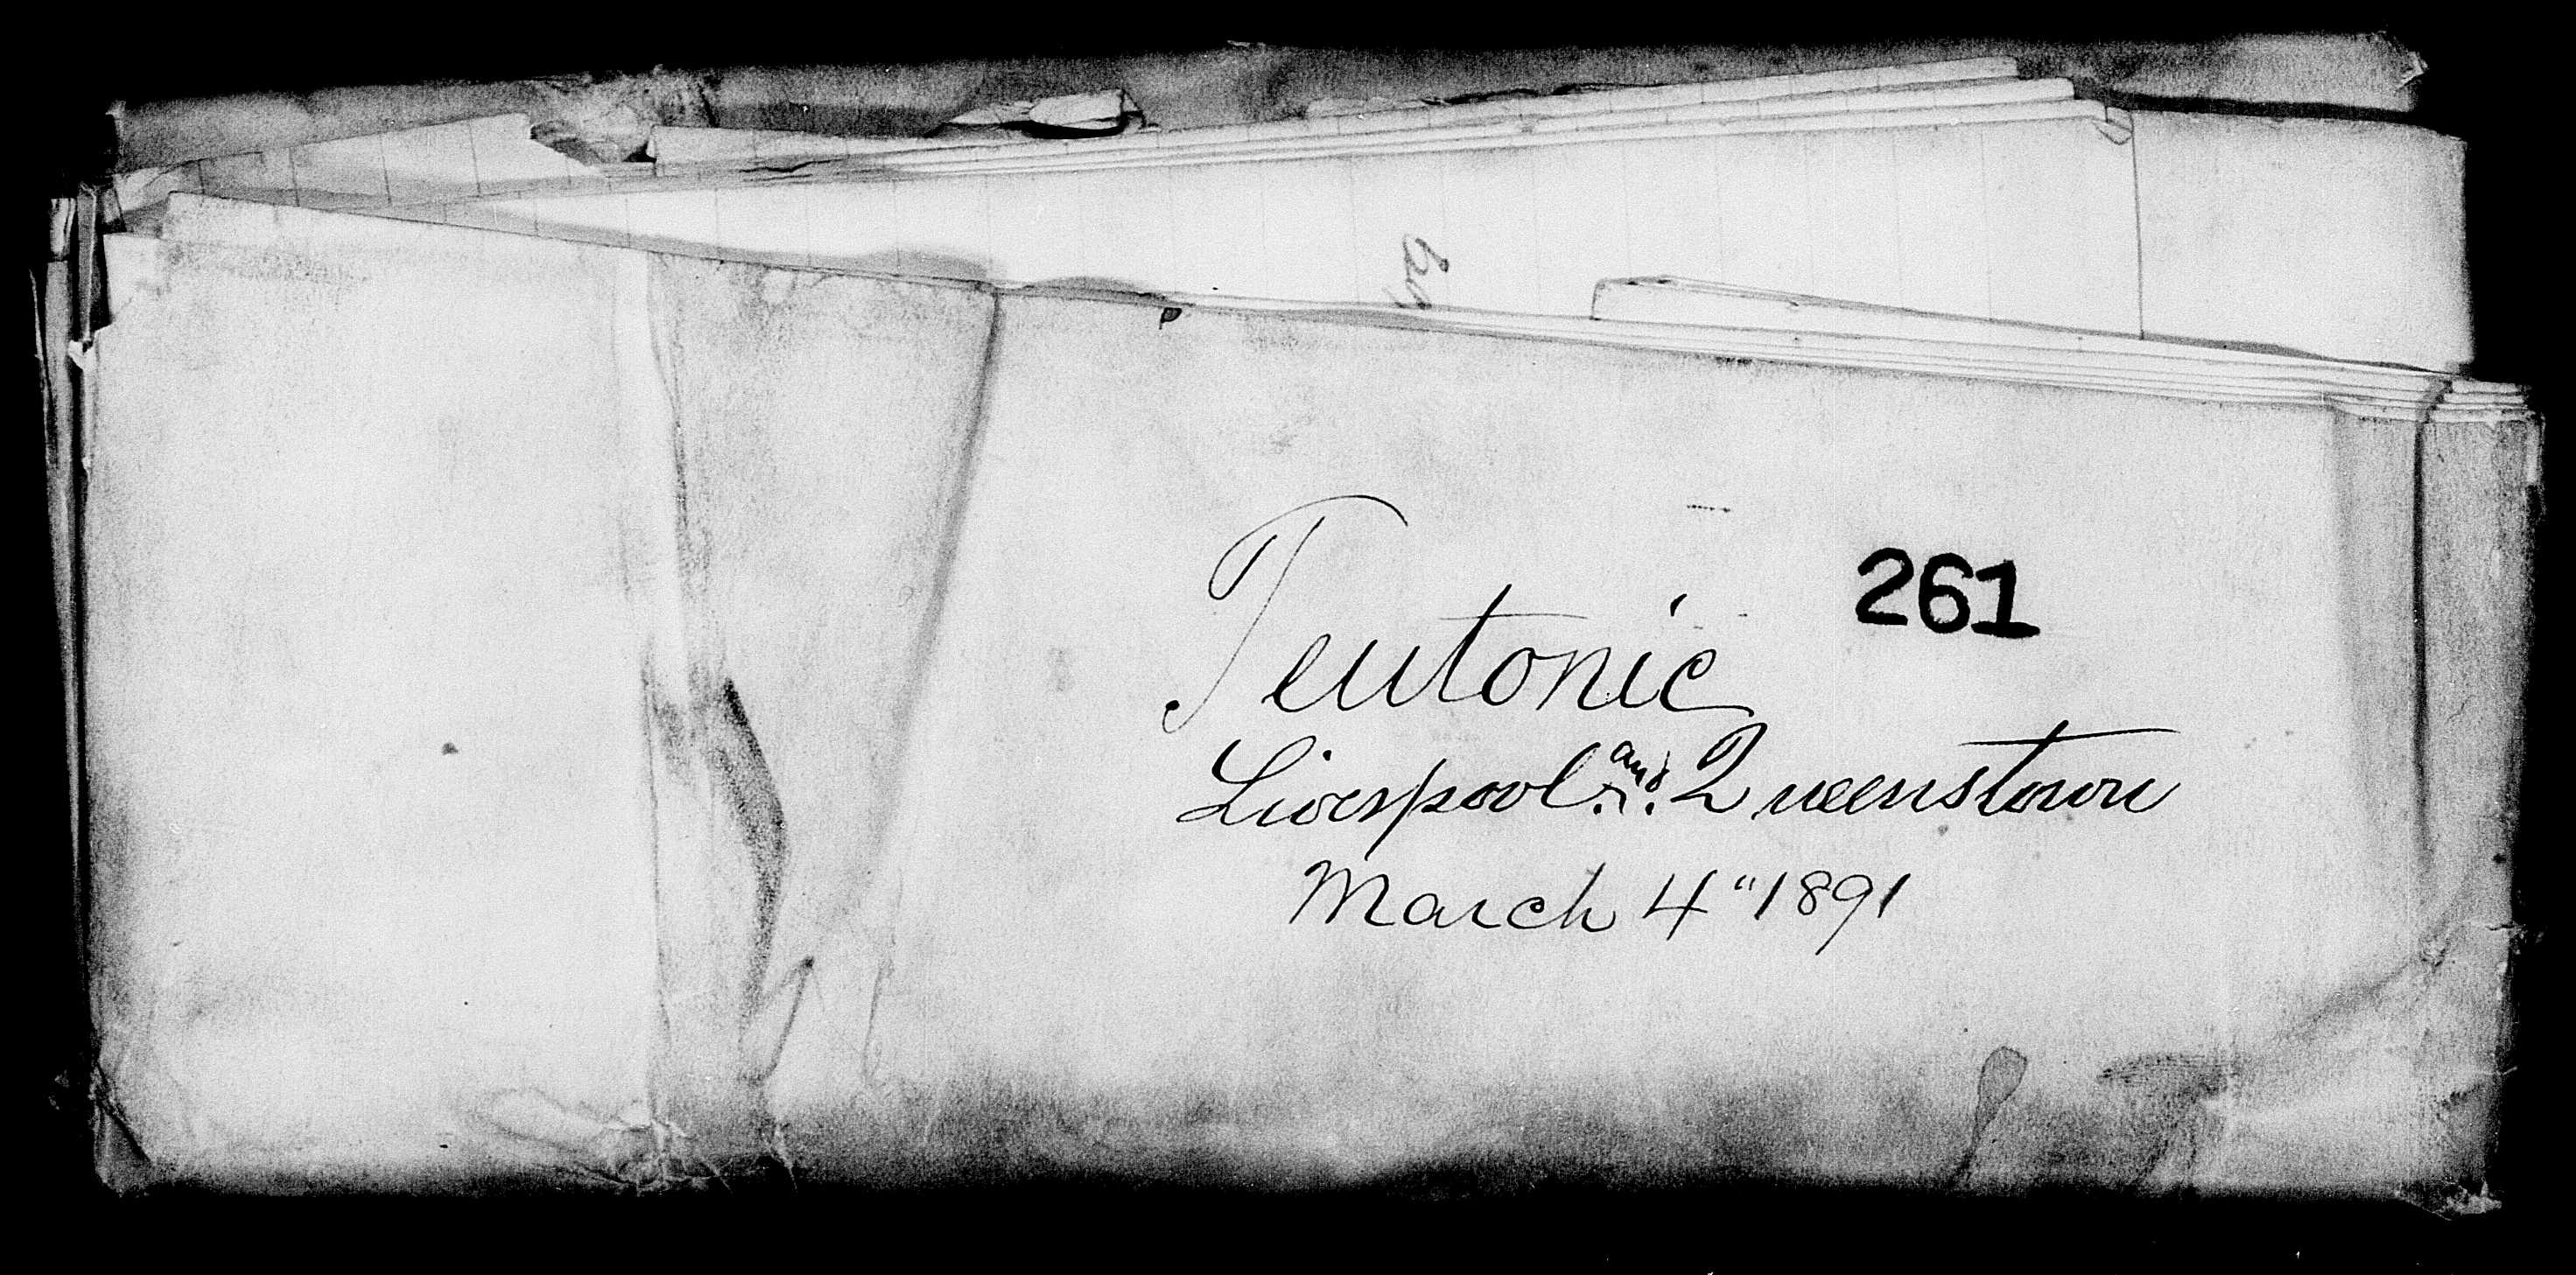 261
Teutonic
Liverpool and Queenstown
March 4" 1891